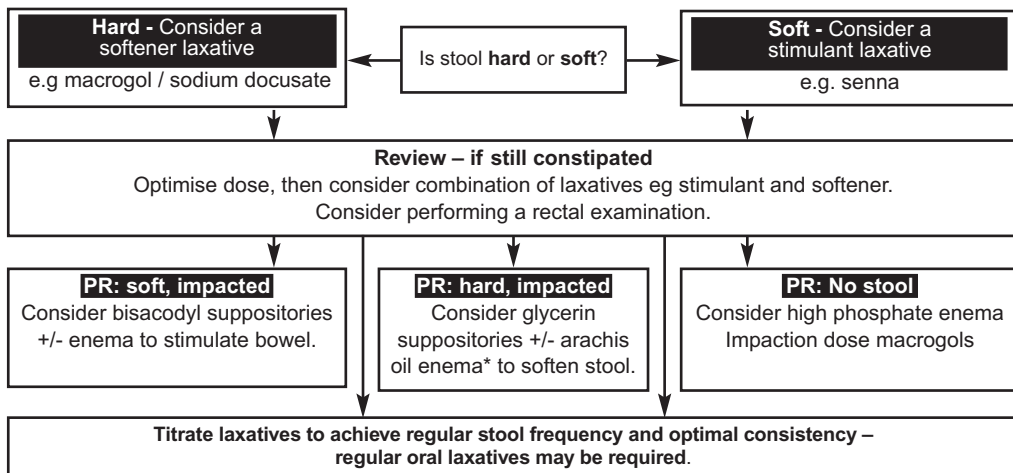 Hard - Consider a
softener laxative
e.g macrogol / sodium docusate
Is stool hard or soft?
Soft - Consider a
stimulant laxative
e.g. senna
Review – if still constipated
Optimise dose, then consider combination of laxatives eg stimulant and softener.
Consider performing a rectal examination.
PR: soft, impacted
Consider bisacodyl suppositories
+/- enema to stimulate bowel.
PR: hard, impacted
Consider glycerin
suppositories +/- arachis
oil enema* to soften stool.
PR: No stool
Consider high phosphate enema
Impaction dose macrogols
Titrate laxatives to achieve regular stool frequency and optimal consistency –
regular oral laxatives may be required.